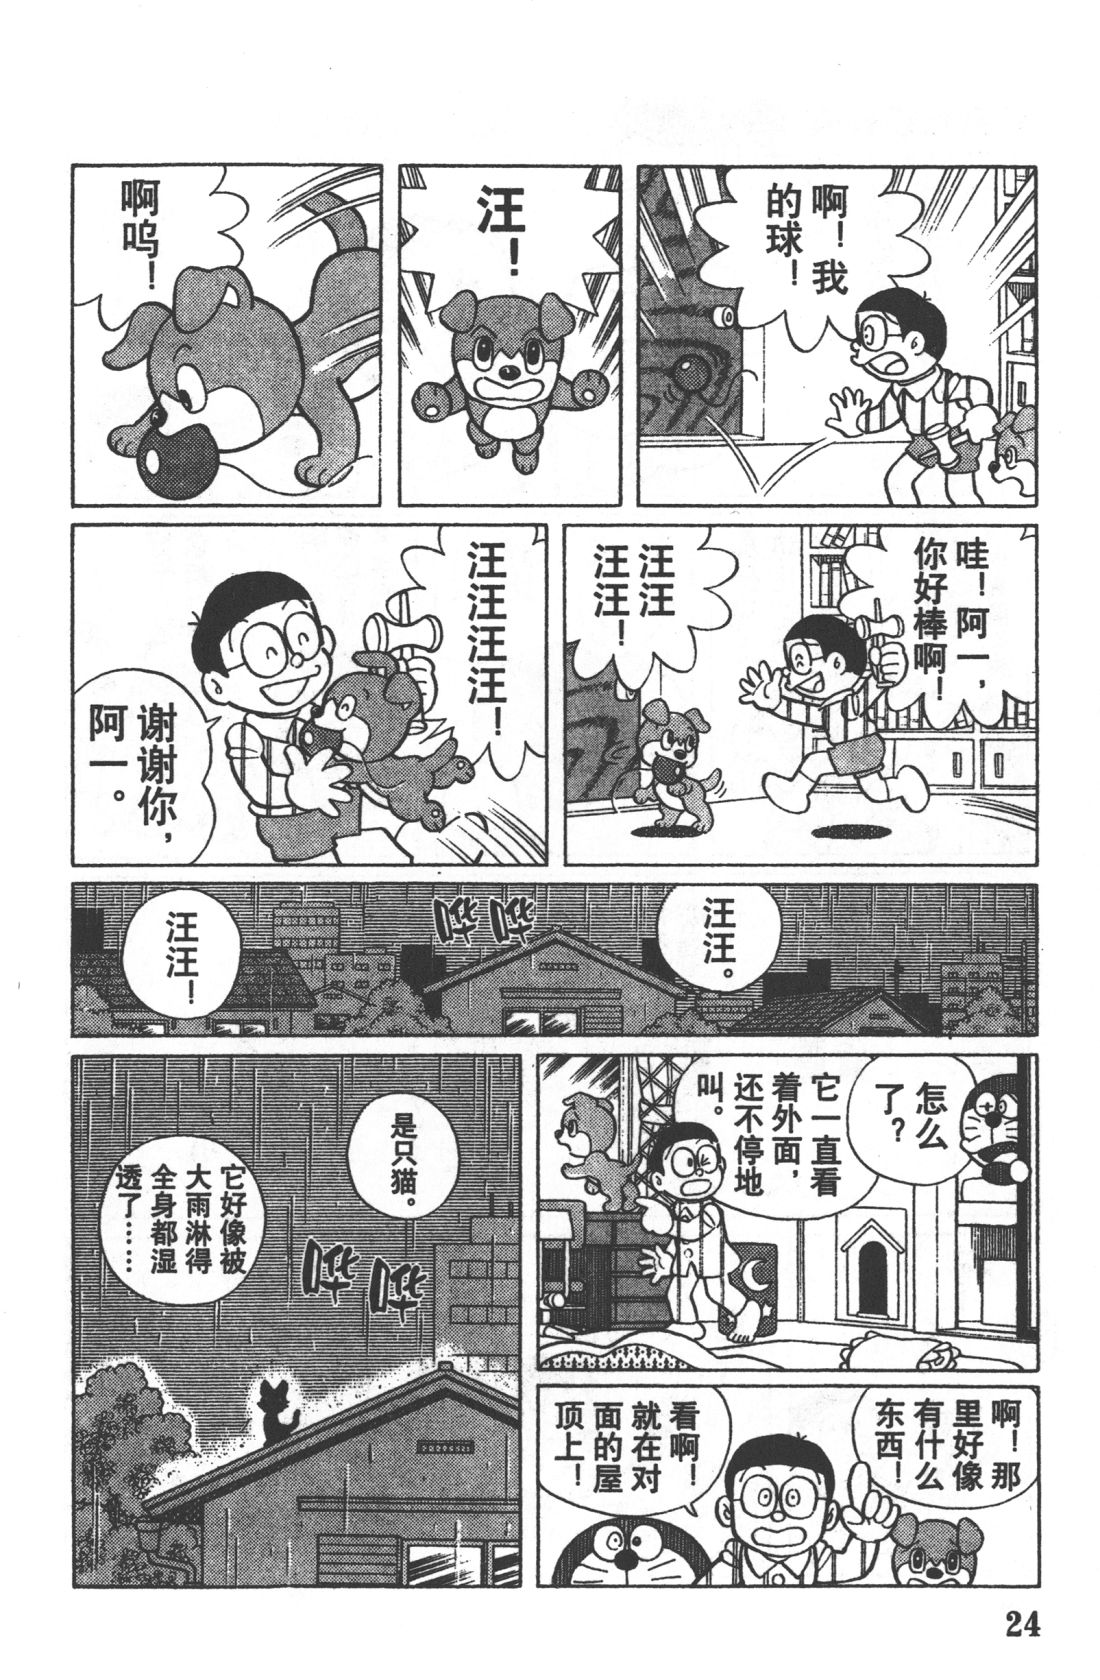 啊！我
的球！
汪！
啊呜！
哇！阿一，
你好棒啊！
汪汪
汪汪！
汪汪汪汪！
谢谢你，
阿一。
汪汪。
哗哗
汪汪！
怎么
了？
它一直看
着外面，
还不停地
叫。
啊！那
里好像
有什么
东西！
看啊！
就在对
面的屋
顶上！
是只猫。
它好像被
大雨淋得
全身都湿
透了……
哗哗
24